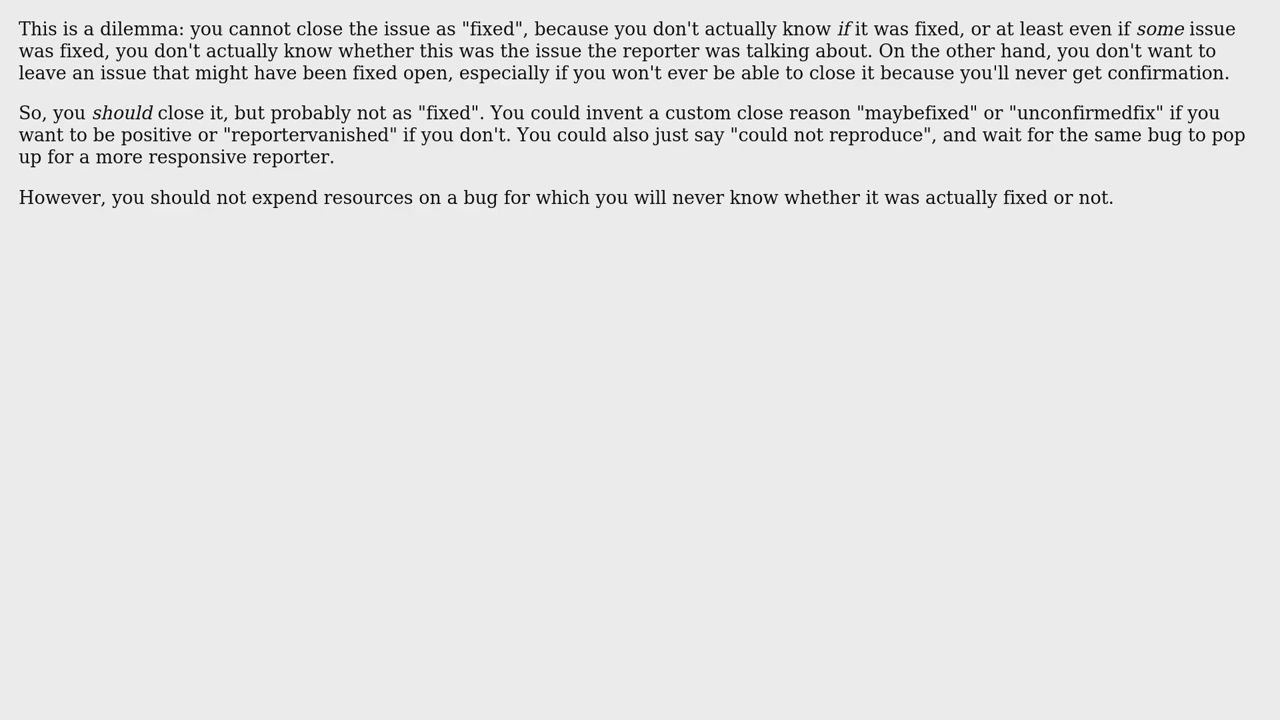 This is a dilemma: you cannot close the issue as "fixed", because you don't actually know if it was fixed, or at least even if some issue
was fixed, you don't actually know whether this was the issue the reporter was talking about. On the other hand, you don't want to
leave an issue that might have been fixed open, especially if you won't ever be able to close it because you'll never get confirmation.
So, you should close it, but probably not as "fixed". You could invent a custom close reason "maybefixed" or "unconfirmedfix" if you
want to be positive or "reportervanished" if you don't. You could also just say "could not reproduce", and wait for the same bug to pop
up for a more responsive reporter.
However, you should not expend resources on a bug for which you will never know whether it was actually fixed or not.